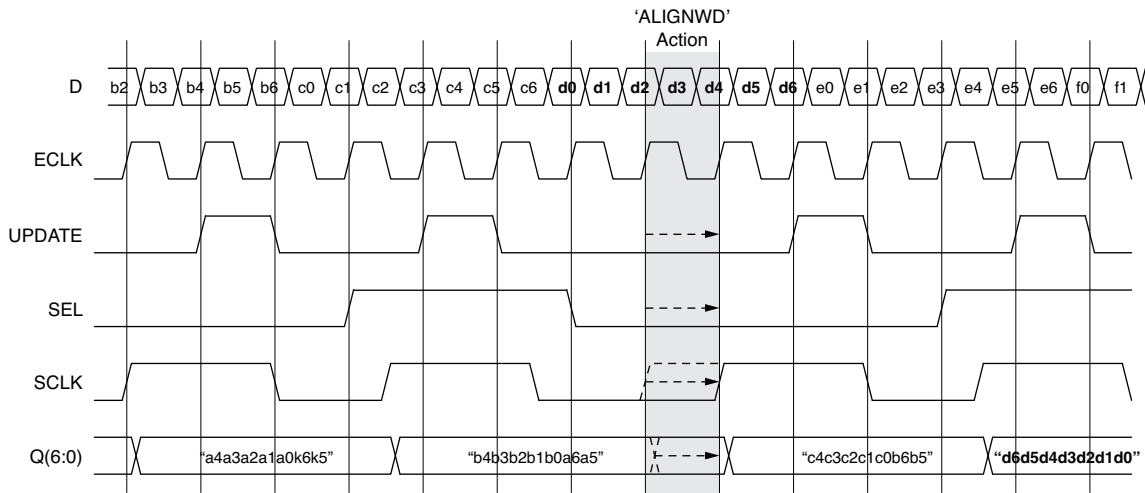 'ALIGNWD'
Action
D b2 b3 b4 b5 b6 c0 c1 c2 c3 c4 c5 c6 d0 d1 d2 d3 d4 d5 d6 e0 e1 e2 e3 e4 e5 e6 f0 f1
ECLK
UPDATE
SEL
SCLK
Q(6:0) “a4a3a2a1a0k6k5” “b4b3b2b1b0a6a5” “c4c3c2c1c0b6b5” “d6d5d4d3d2d1d0”